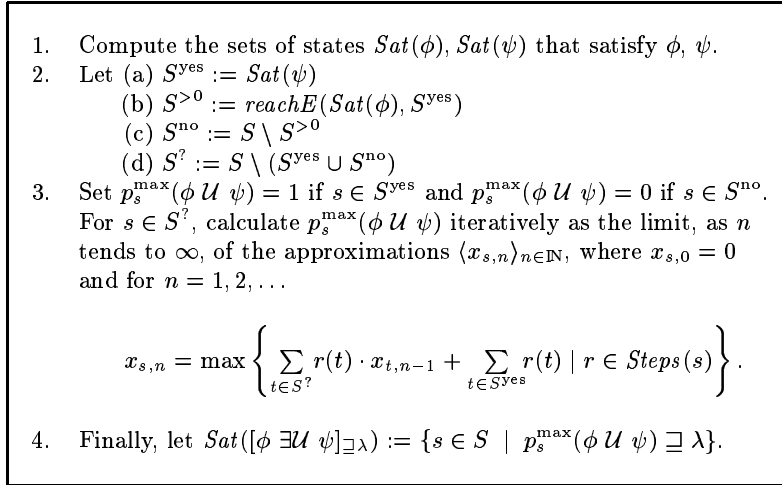 1. Compute the sets of states Sat(ϕ), Sat(ψ) that satisfy ϕ, ψ.
2. Let (a) S^yes := Sat(ψ)
(b) S^{>0} := reachE(Sat(ϕ), S^yes)
(c) S^no := S \ S^{>0}
(d) S^? := S \ (S^yes ∪ S^no)
3. Set p_s^max(ϕ U ψ) = 1 if s ∈ S^yes and p_s^max(ϕ U ψ) = 0 if s ∈ S^no.
For s ∈ S^?, calculate p_s^max(ϕ U ψ) iteratively as the limit, as n
tends to ∞, of the approximations ⟨x_{s,n}⟩_{n∈ℕ}, where x_{s,0} = 0
and for n = 1, 2, . . .
x_{s,n} = max { ∑_{t∈S^?} r(t) · x_{t,n−1} + ∑_{t∈S^yes} r(t) | r ∈ Steps(s) } .
4. Finally, let Sat([ϕ ∃U ψ]_{⊒λ}) := {s ∈ S | p_s^max(ϕ U ψ) ⊒ λ}.